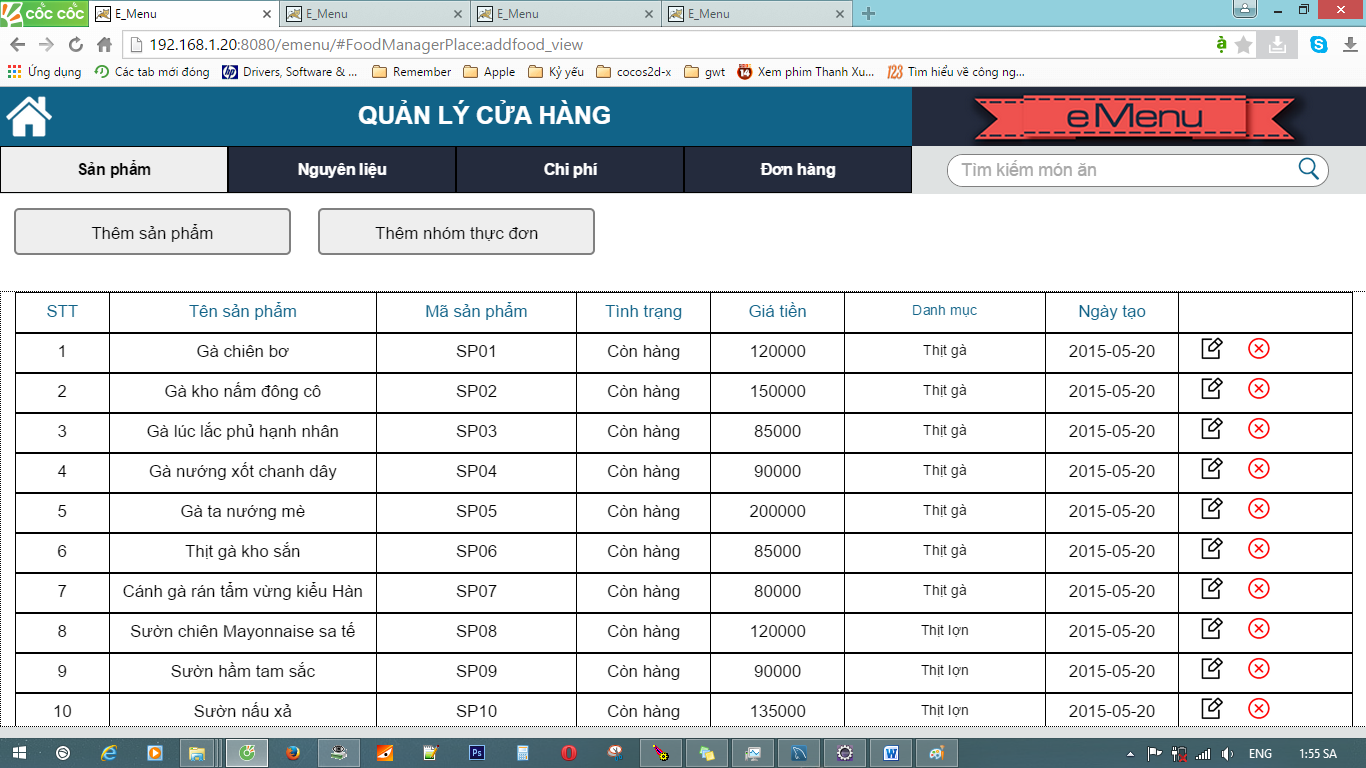 CỐC CỐC E_Menu E_Menu E_Menu E_Menu
192.168.1.20:8080/emenu/#FoodManagerPlace:addfood_view
Ứng dụng Các tab mới đóng Drivers, Software & ... Remember Apple Kỷ yếu cocos2d-x gwt 14 Xem phim Thanh Xu... 123 Tìm hiểu về công ng...
QUẢN LÝ CỬA HÀNG eMenu
Sản phẩm Nguyên liệu Chi phí Đơn hàng Tìm kiếm món ăn
Thêm sản phẩm Thêm nhóm thực đơn
STT Tên sản phẩm Mã sản phẩm Tình trạng Giá tiền Danh mục Ngày tạo
1 Gà chiên bơ SP01 Còn hàng 120000 Thịt gà 2015-05-20
2 Gà kho nấm đông cô SP02 Còn hàng 150000 Thịt gà 2015-05-20
3 Gà lúc lắc phủ hạnh nhân SP03 Còn hàng 85000 Thịt gà 2015-05-20
4 Gà nướng xốt chanh dây SP04 Còn hàng 90000 Thịt gà 2015-05-20
5 Gà ta nướng mè SP05 Còn hàng 200000 Thịt gà 2015-05-20
6 Thịt gà kho sắn SP06 Còn hàng 85000 Thịt gà 2015-05-20
7 Cánh gà rán tẩm vừng kiểu Hàn SP07 Còn hàng 80000 Thịt gà 2015-05-20
8 Sườn chiên Mayonnaise sa tế SP08 Còn hàng 120000 Thịt lợn 2015-05-20
9 Sườn hầm tam sắc SP09 Còn hàng 90000 Thịt lợn 2015-05-20
10 Sườn nấu xả SP10 Còn hàng 135000 Thịt lợn 2015-05-20
ENG 1:55 SA